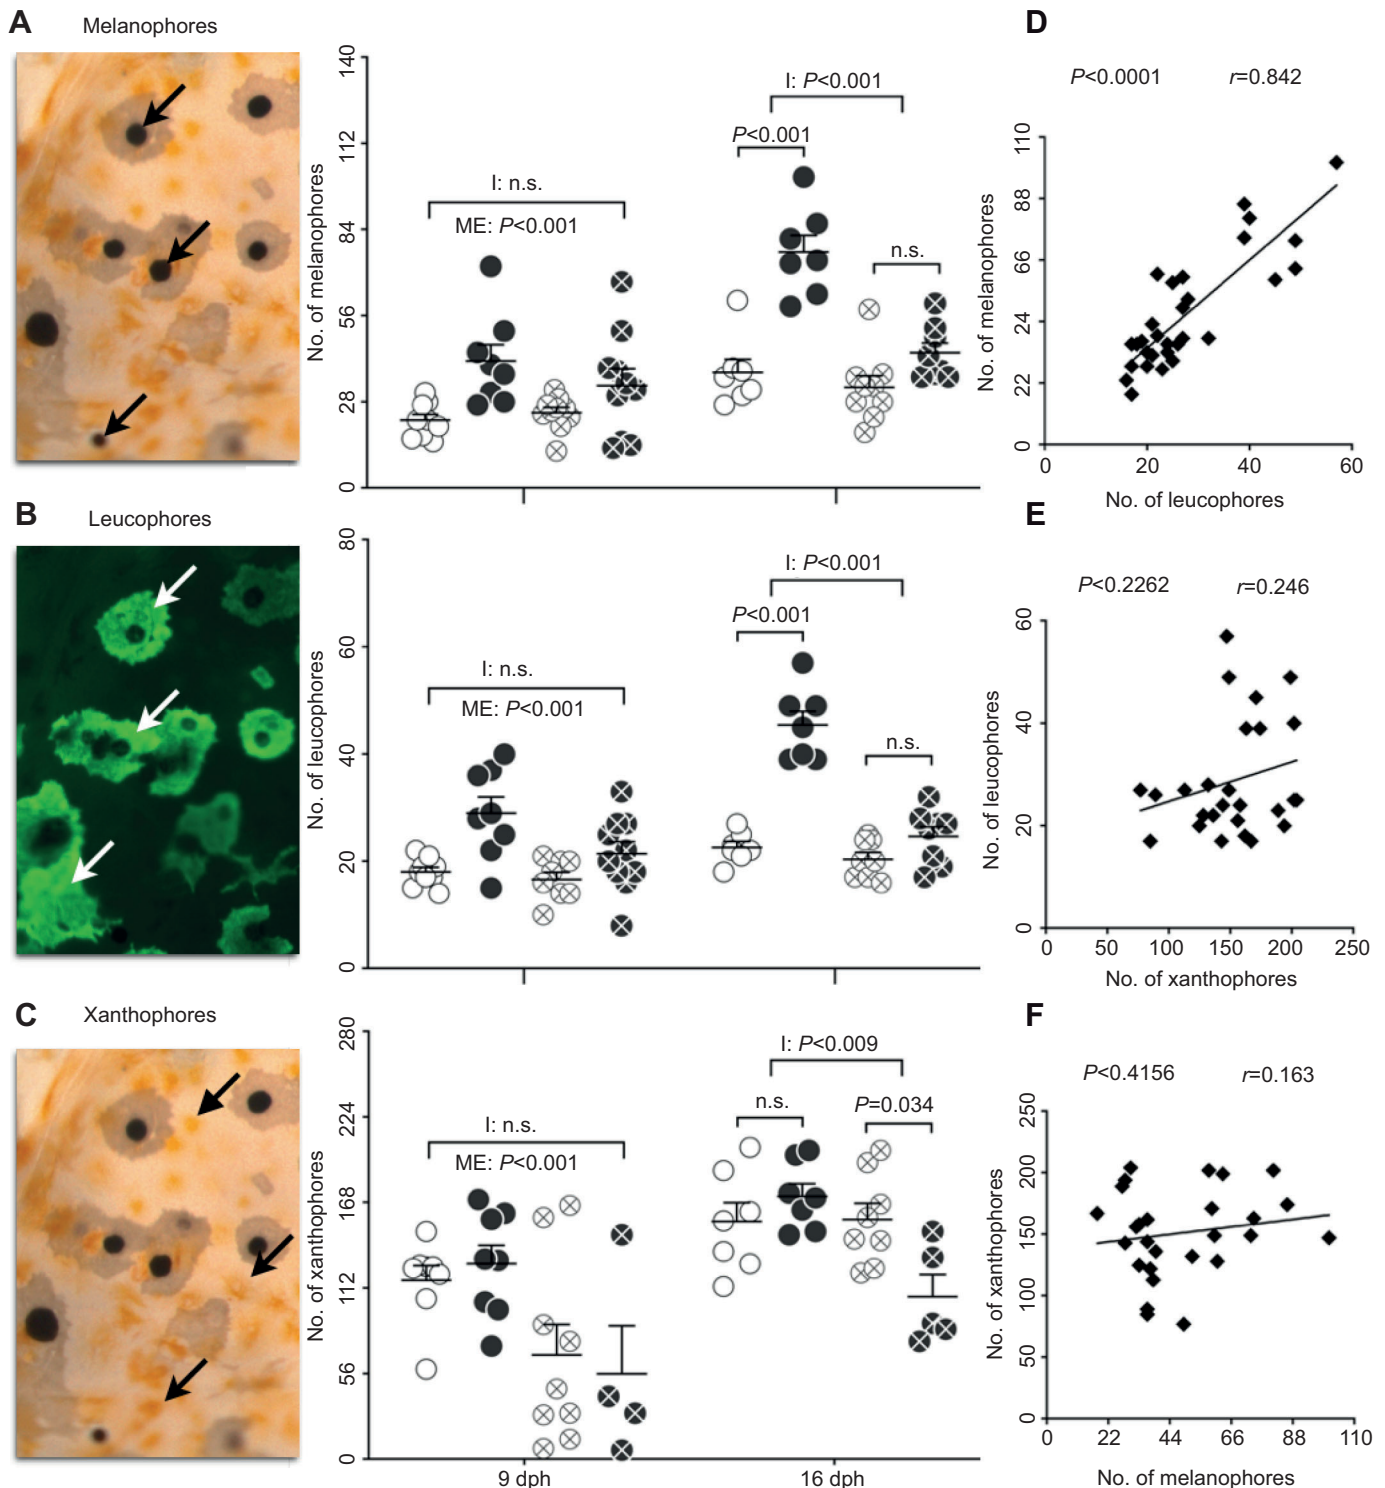 A Melanophores
No. of melanophores
140
112
84
56
28
0
I: n.s.
ME: P<0.001
I: P<0.001
P<0.001
n.s.
D
P<0.0001 r=0.842
No. of melanophores
110
88
66
24
22
0
0 20 40 60
No. of leucophores
B Leucophores
No. of leucophores
80
60
40
20
0
I: n.s.
ME: P<0.001
I: P<0.001
P<0.001
n.s.
E
P<0.2262 r=0.246
No. of leucophores
60
40
20
0
0 50 100 150 200 250
No. of xanthophores
C Xanthophores
No. of xanthophores
280
224
168
112
56
0
I: n.s.
ME: P<0.001
I: P<0.009
n.s.
P=0.034
9 dph 16 dph
F
P<0.4156 r=0.163
No. of xanthophores
250
200
150
100
50
0
0 22 44 66 88 110
No. of melanophores